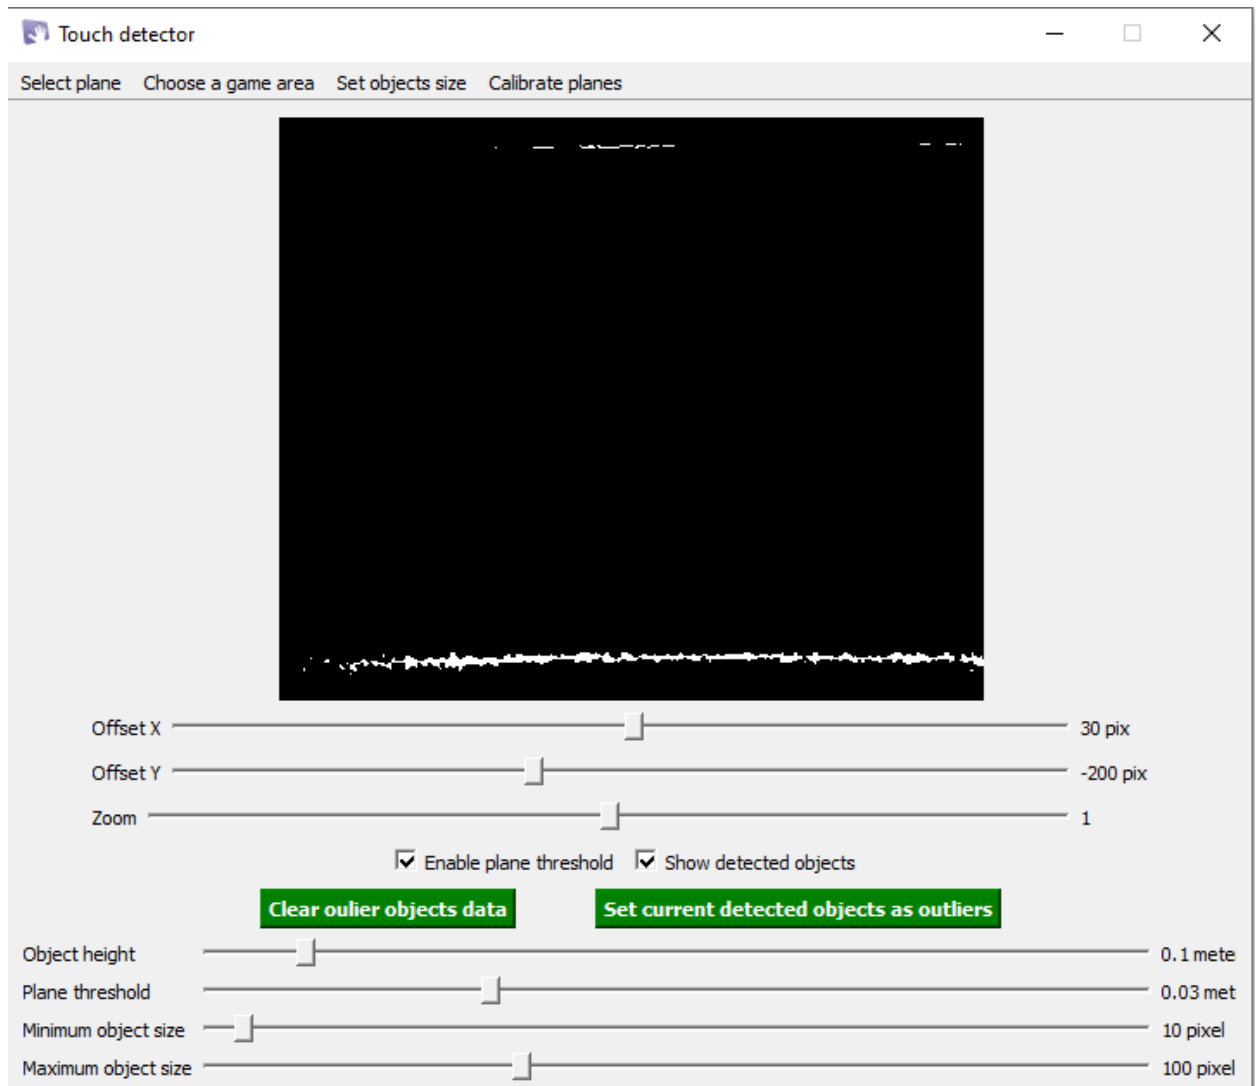 Touch detector
Select plane Choose a game area Set objects size Calibrate planes
Offset X 30 pix
Offset Y -200 pix
Zoom 1
Enable plane threshold Show detected objects
Clear oulier objects data Set current detected objects as outliers
Object height 0.1 mete
Plane threshold 0.03 met
Minimum object size 10 pixel
Maximum object size 100 pixel